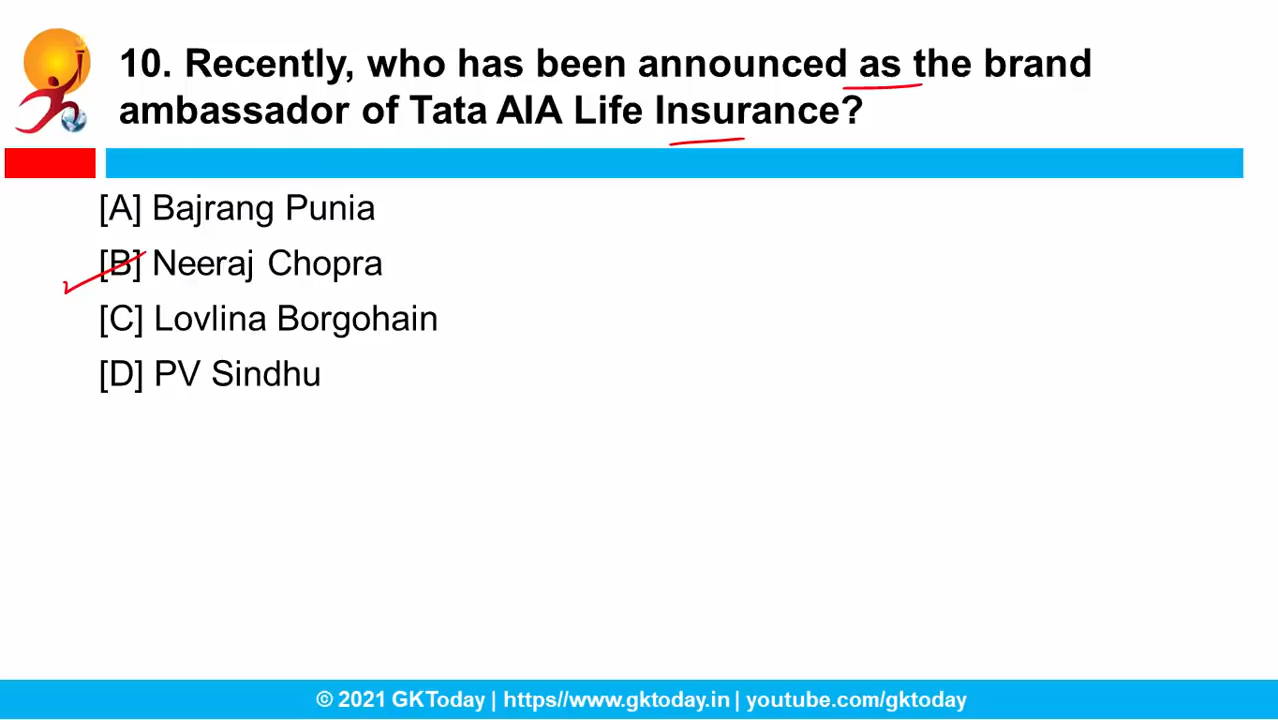 10. Recently, who has been announced as the brand
ambassador of Tata AIA Life Insurance?
[A] Bajrang Punia
[B] Neeraj Chopra
[C] Lovlina Borgohain
[D] PV Sindhu
© 2021 GKToday | https//www.gktoday.in | youtube.com/gktoday